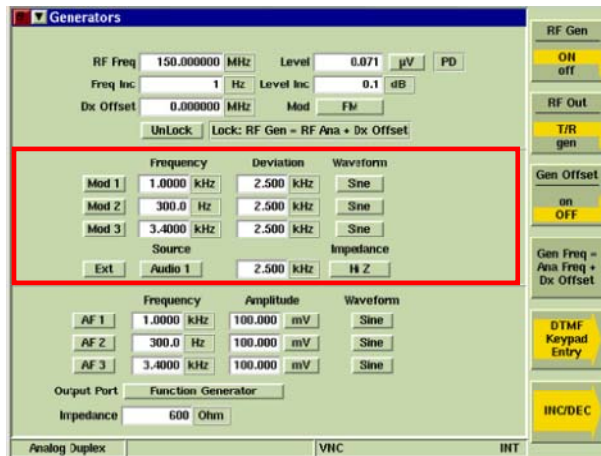 Generators
RF Freq 150.000000 MHz Level 0.071 µV PD
Freq Inc 1 Hz Level Inc 0.1 dB
Dx Offset 0.000000 MHz Mod FM
UnLock Lock: RF Gen = RF Ana + Dx Offset
Frequency Deviation Waveform
Mod 1 1.0000 kHz 2.500 kHz Sne
Mod 2 300.0 Hz 2.500 kHz Sne
Mod 3 3.4000 kHz 2.500 kHz Sne
Source Impedance
Ext Audio 1 2.500 kHz Hi Z
Frequency Amplitude Waveform
AF 1 1.0000 kHz 100.000 mV Sine
AF 2 300.0 Hz 100.000 mV Sine
AF 3 3.4000 kHz 100.000 mV Sine
Output Port Function Generator
Impedance 600 Ohm
Analog Duplex VNC INT
RF Gen
ON
off
RF Out
T/R
gen
Gen Offset
on
OFF
Gen Freq =
Ana Freq +
Dx Offset
DTMF
Keypad
Entry
INC/DEC